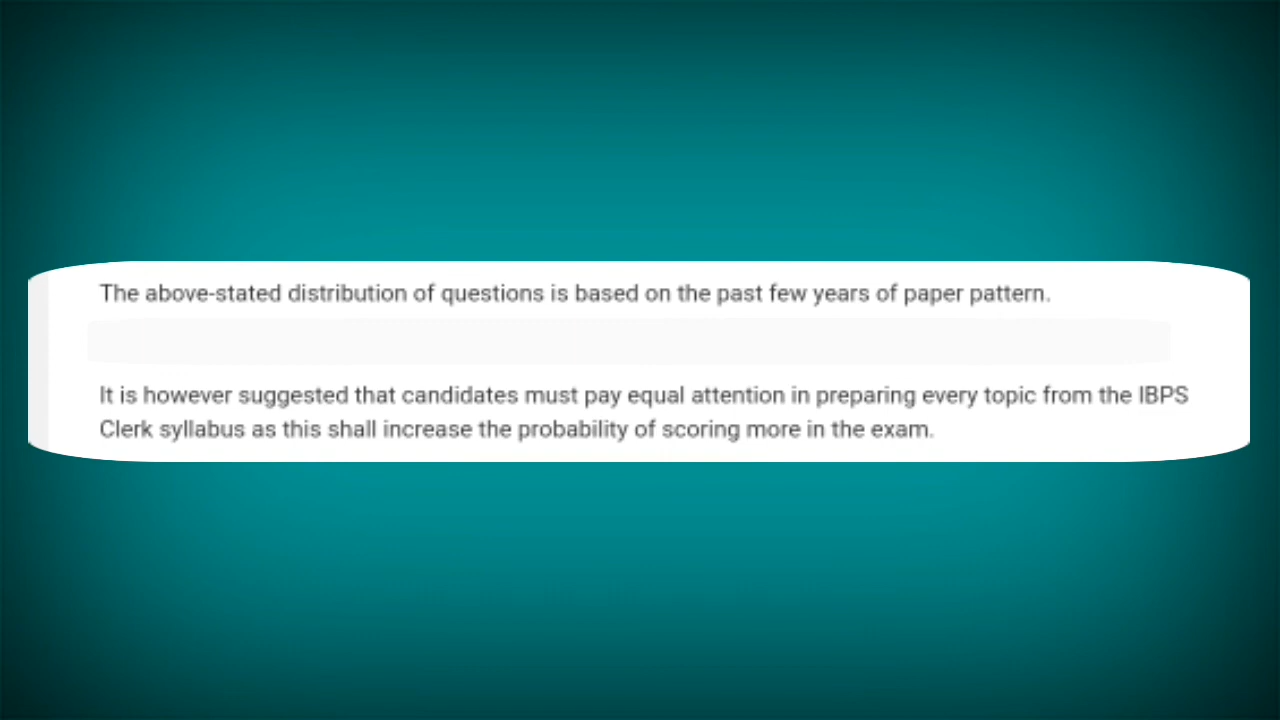 The above-stated distribution of questions is based on the past few years of paper pattern.
It is however suggested that candidates must pay equal attention in preparing every topic from the IBPS
Clerk syllabus as this shall increase the probability of scoring more in the exam.